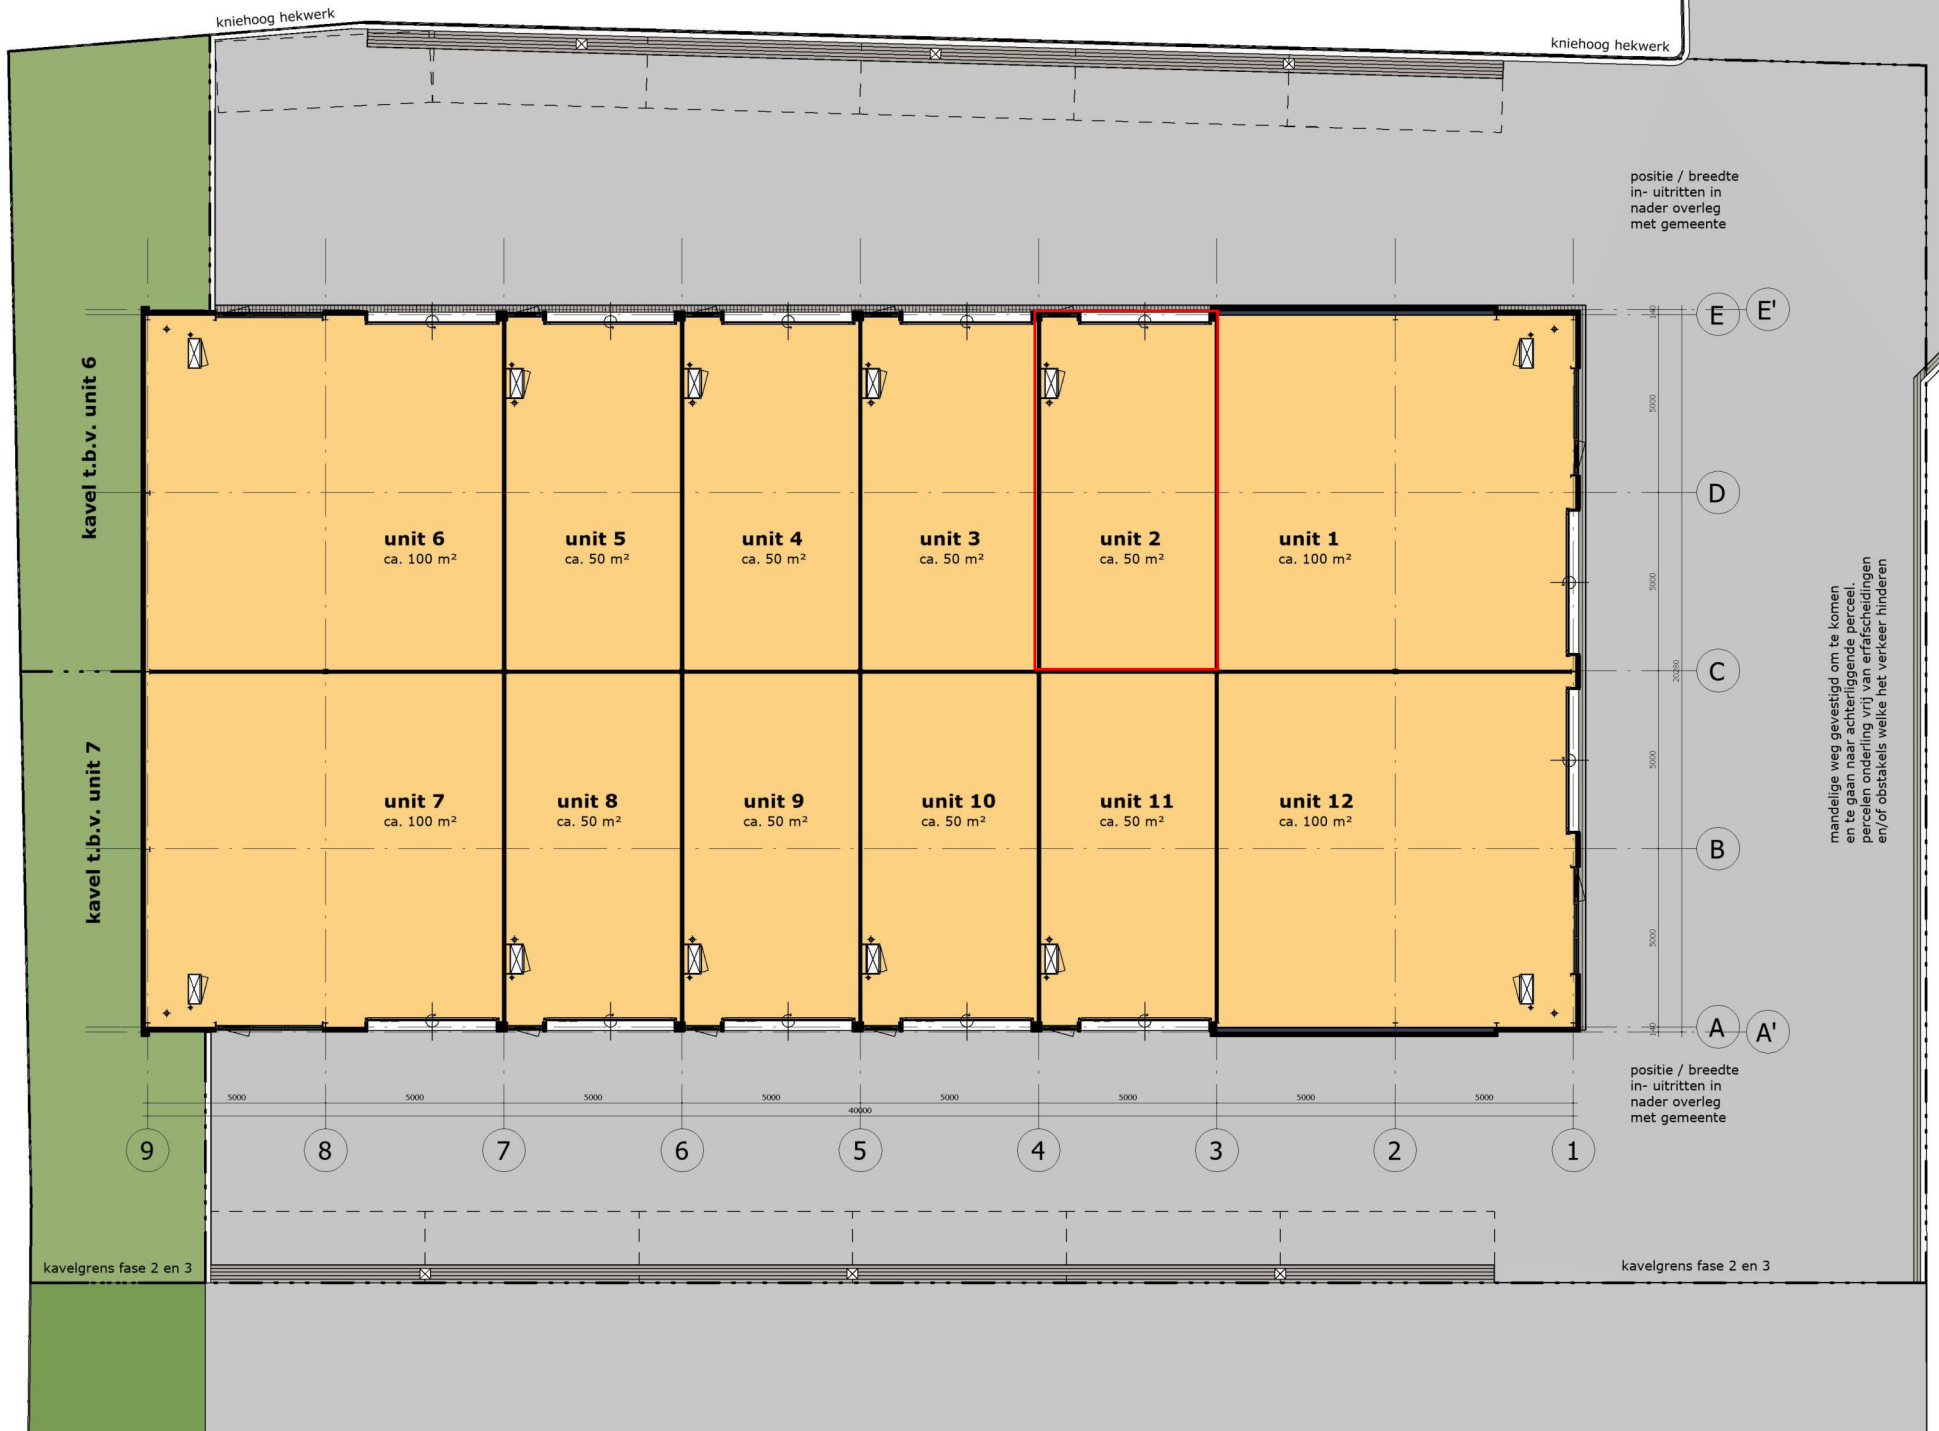 kniehoog hekwerk
kniehoog hekwerk
positie / breedte
in- uitritten in
nader overleg
met gemeente
E
E'
140
kavel t.b.v. unit 6
5000
D
unit 6
ca. 100 m²
unit 5
ca. 50 m²
unit 4
ca. 50 m²
unit 3
ca. 50 m²
unit 2
ca. 50 m²
unit 1
ca. 100 m²
5000
mandelige weg gevestigd om te komen
en te gaan naar achterliggende perceel.
percelen onderling vrij van erfafscheidingen
en/of obstakels welke het verkeer hinderen
C
20280
kavel t.b.v. unit 7
5000
unit 7
ca. 100 m²
unit 8
ca. 50 m²
unit 9
ca. 50 m²
unit 10
ca. 50 m²
unit 11
ca. 50 m²
unit 12
ca. 100 m²
B
5000
140
A
A'
positie / breedte
in- uitritten in
nader overleg
met gemeente
5000
5000
5000
5000
5000
5000
5000
5000
40000
9
8
7
6
5
4
3
2
1
kavelgrens fase 2 en 3
kavelgrens fase 2 en 3